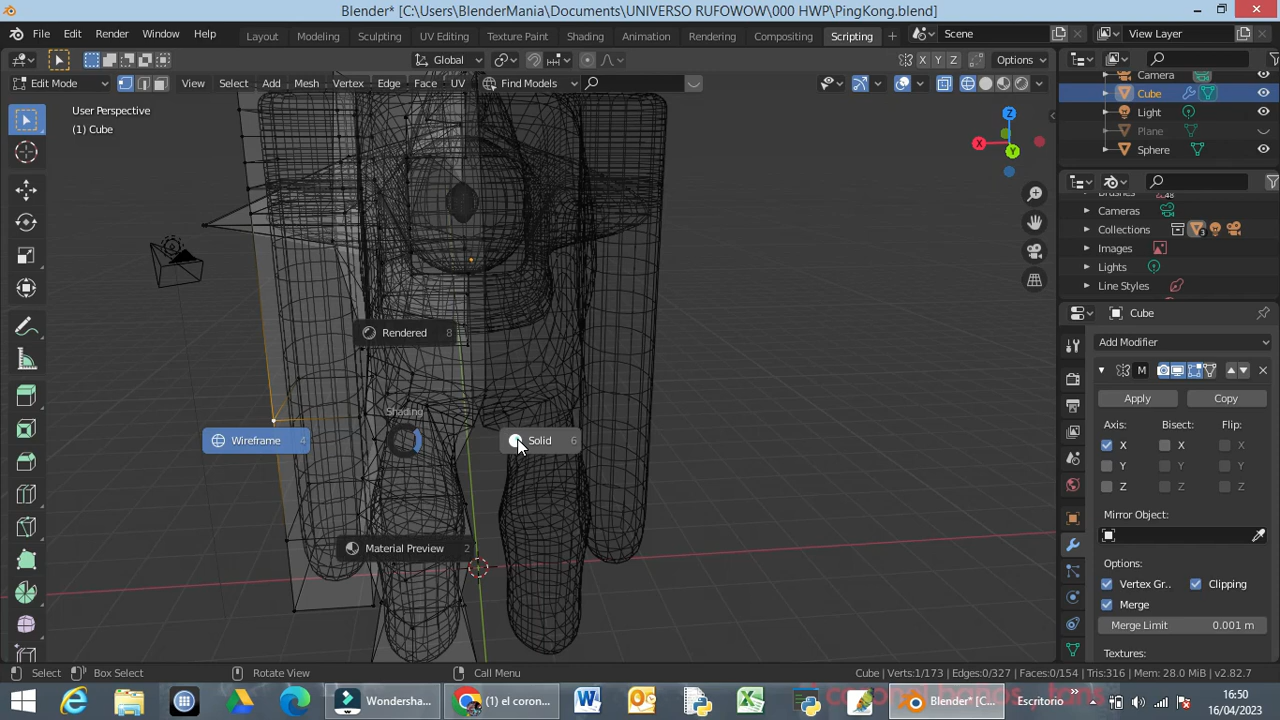 Blender* [C:\Users\BlenderMania\Documents\UNIVERSO RUFOWOW\000 HWP\PingKong.blend]
File Edit Render Window Help Layout Modeling Sculpting UV Editing Texture Paint Shading Animation Rendering Compositing Scripting + Scene View Layer
Global X Y Z Options
Edit Mode View Select Add Mesh Vertex Edge Face UV Find Models
User Perspective
(1) Cube
Z
X
Y
Camera
Cube
Light
Plane
Sphere
Cameras
Collections
Images
Lights
Line Styles
Cube
Add Modifier
M
Apply Copy
Axis: Bisect: Flip:
X X X
Y Y Y
Z Z Z
Mirror Object:
Options:
Vertex Gr.. Clipping
Merge
Merge Limit 0.001 m
Textures:
Rendered 8
Shading
Wireframe 4
Solid 6
Material Preview 2
Select Box Select Rotate View Call Menu Cube | Verts:1/173 | Edges:0/327 | Faces:0/154 | Tris:316 | Mem: 28.0 MiB | v2.82.7
Wondersha... el coron... Blender* [C... Escritorio
16:50
16/04/2023